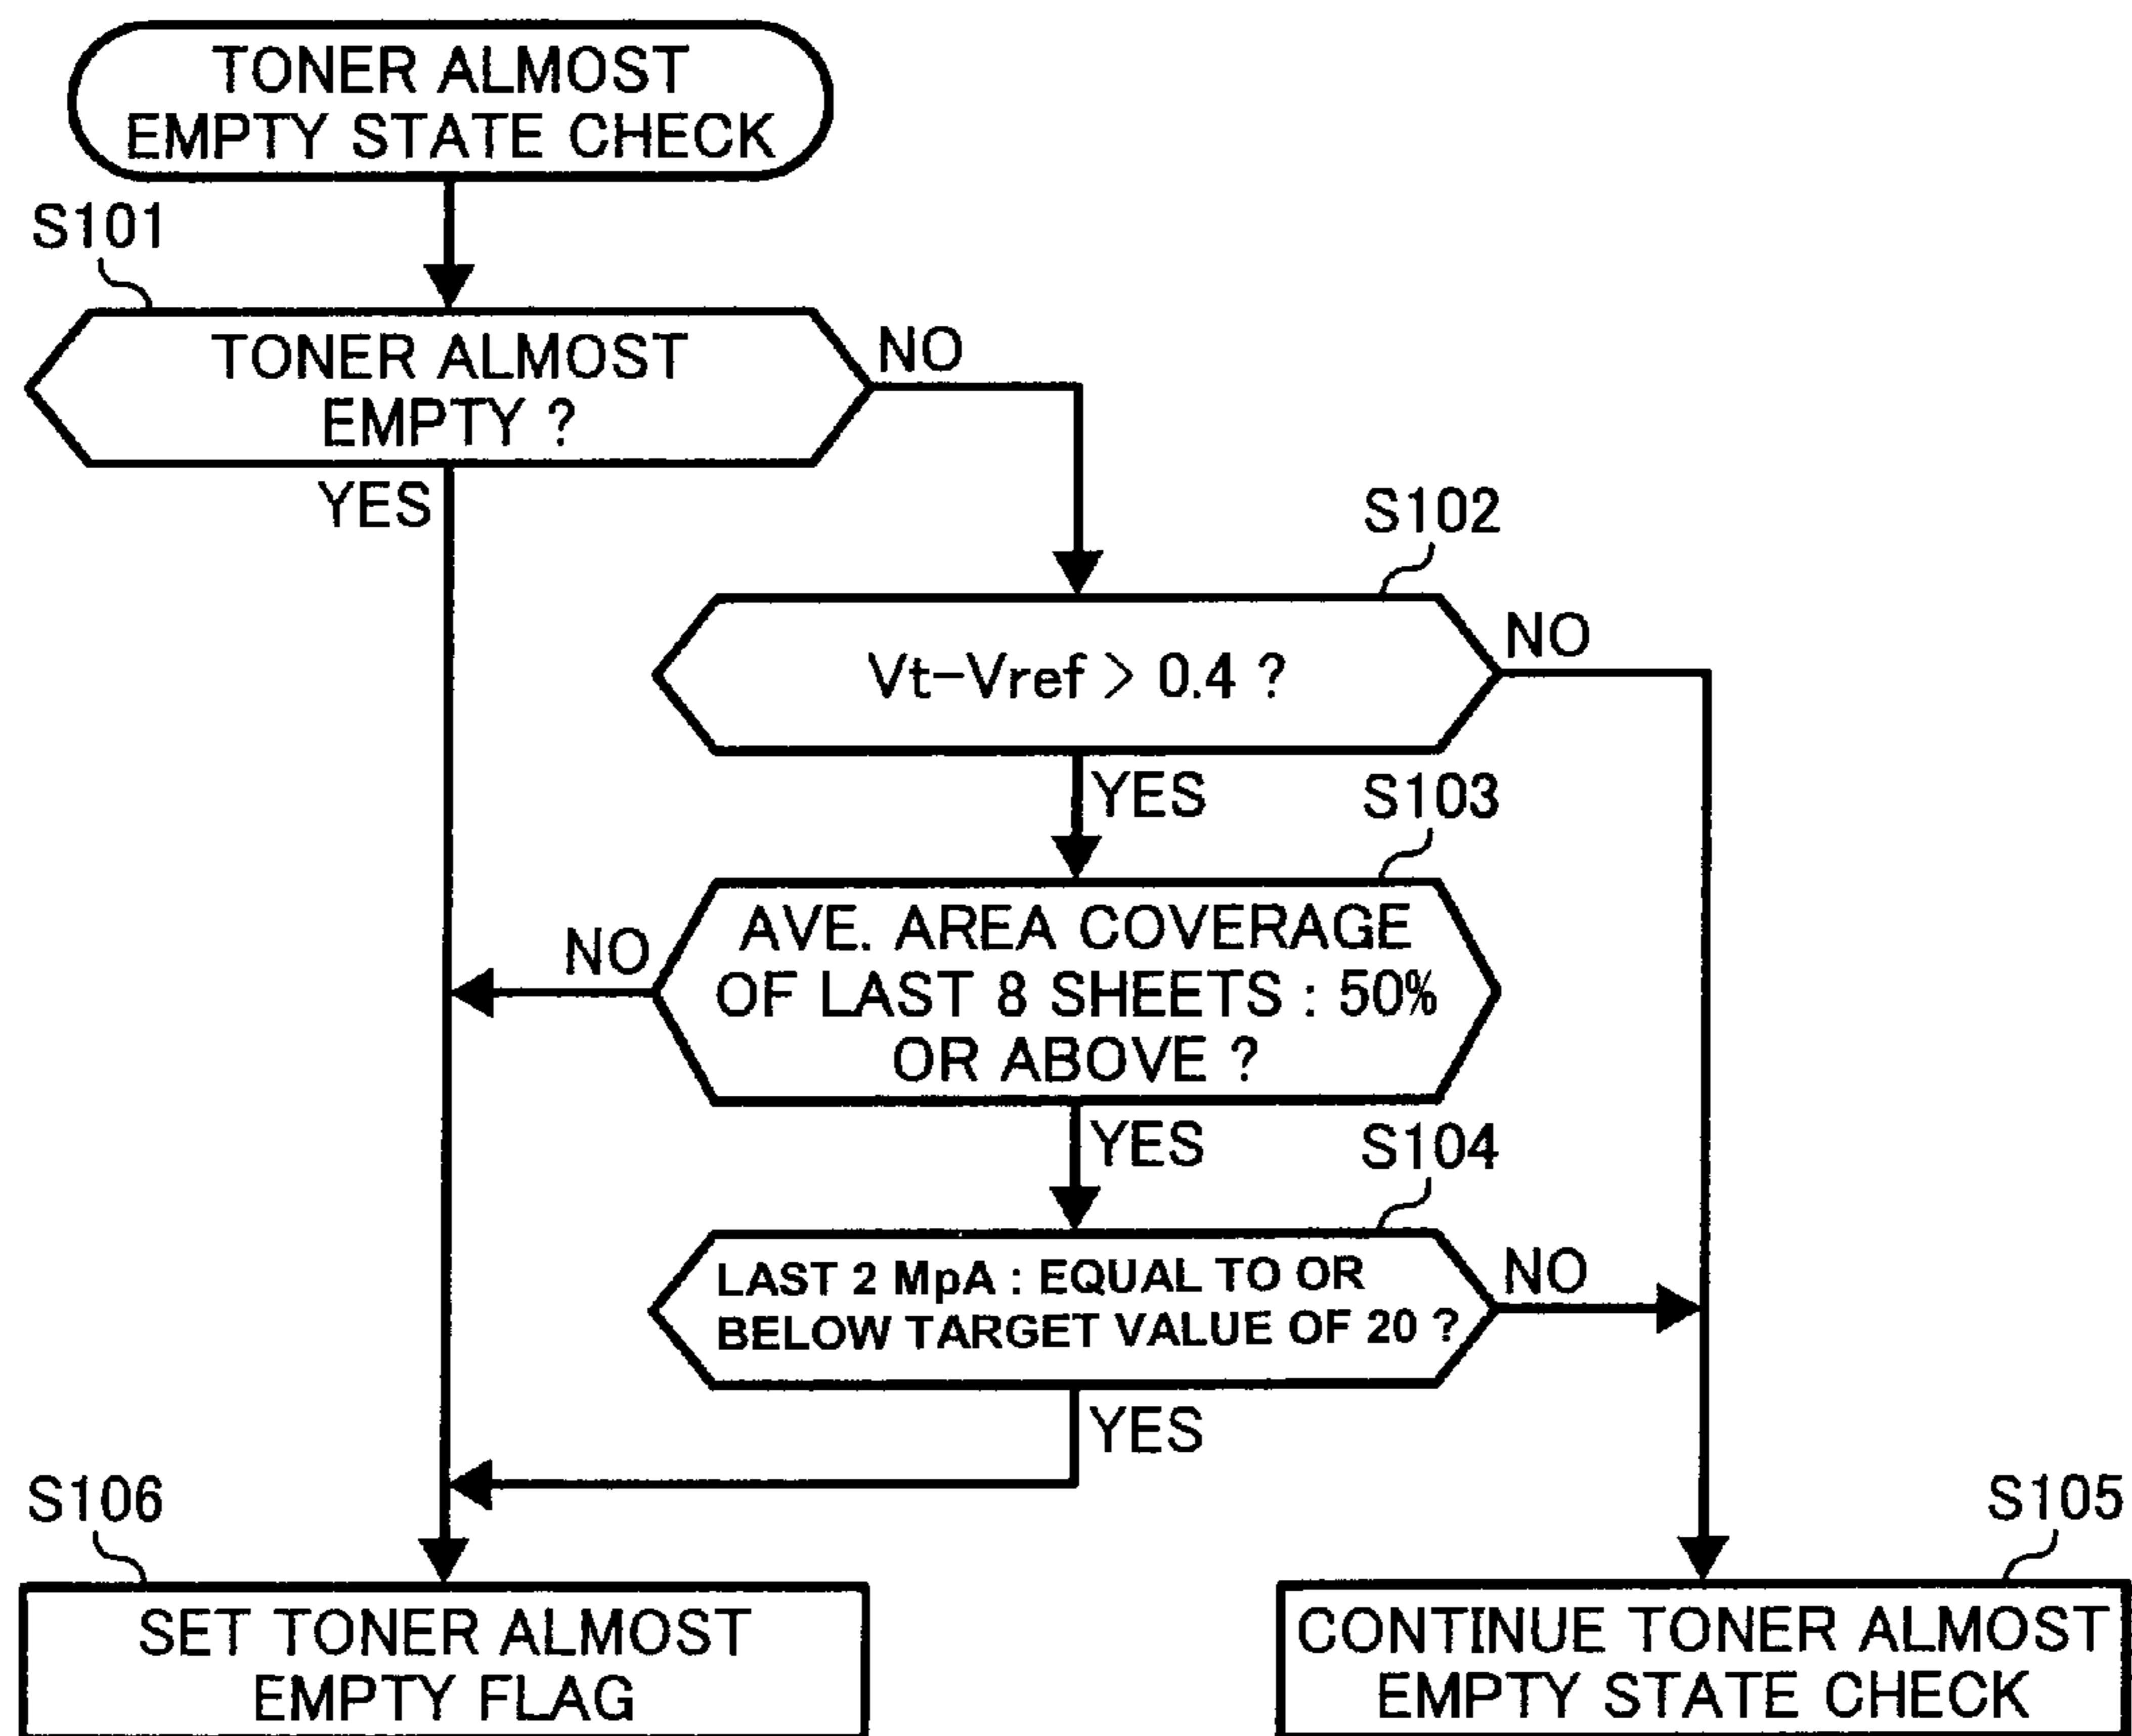 TONER ALMOST
EMPTY STATE CHECK
S101
TONER ALMOST
EMPTY ?
NO
YES
S102
Vt-Vref > 0.4 ?
NO
YES
S103
AVE. AREA COVERAGE
OF LAST 8 SHEETS : 50%
OR ABOVE ?
NO
YES
S104
LAST 2 MpA : EQUAL TO OR
BELOW TARGET VALUE OF 20 ?
NO
YES
S106
SET TONER ALMOST
EMPTY FLAG
S105
CONTINUE TONER ALMOST
EMPTY STATE CHECK